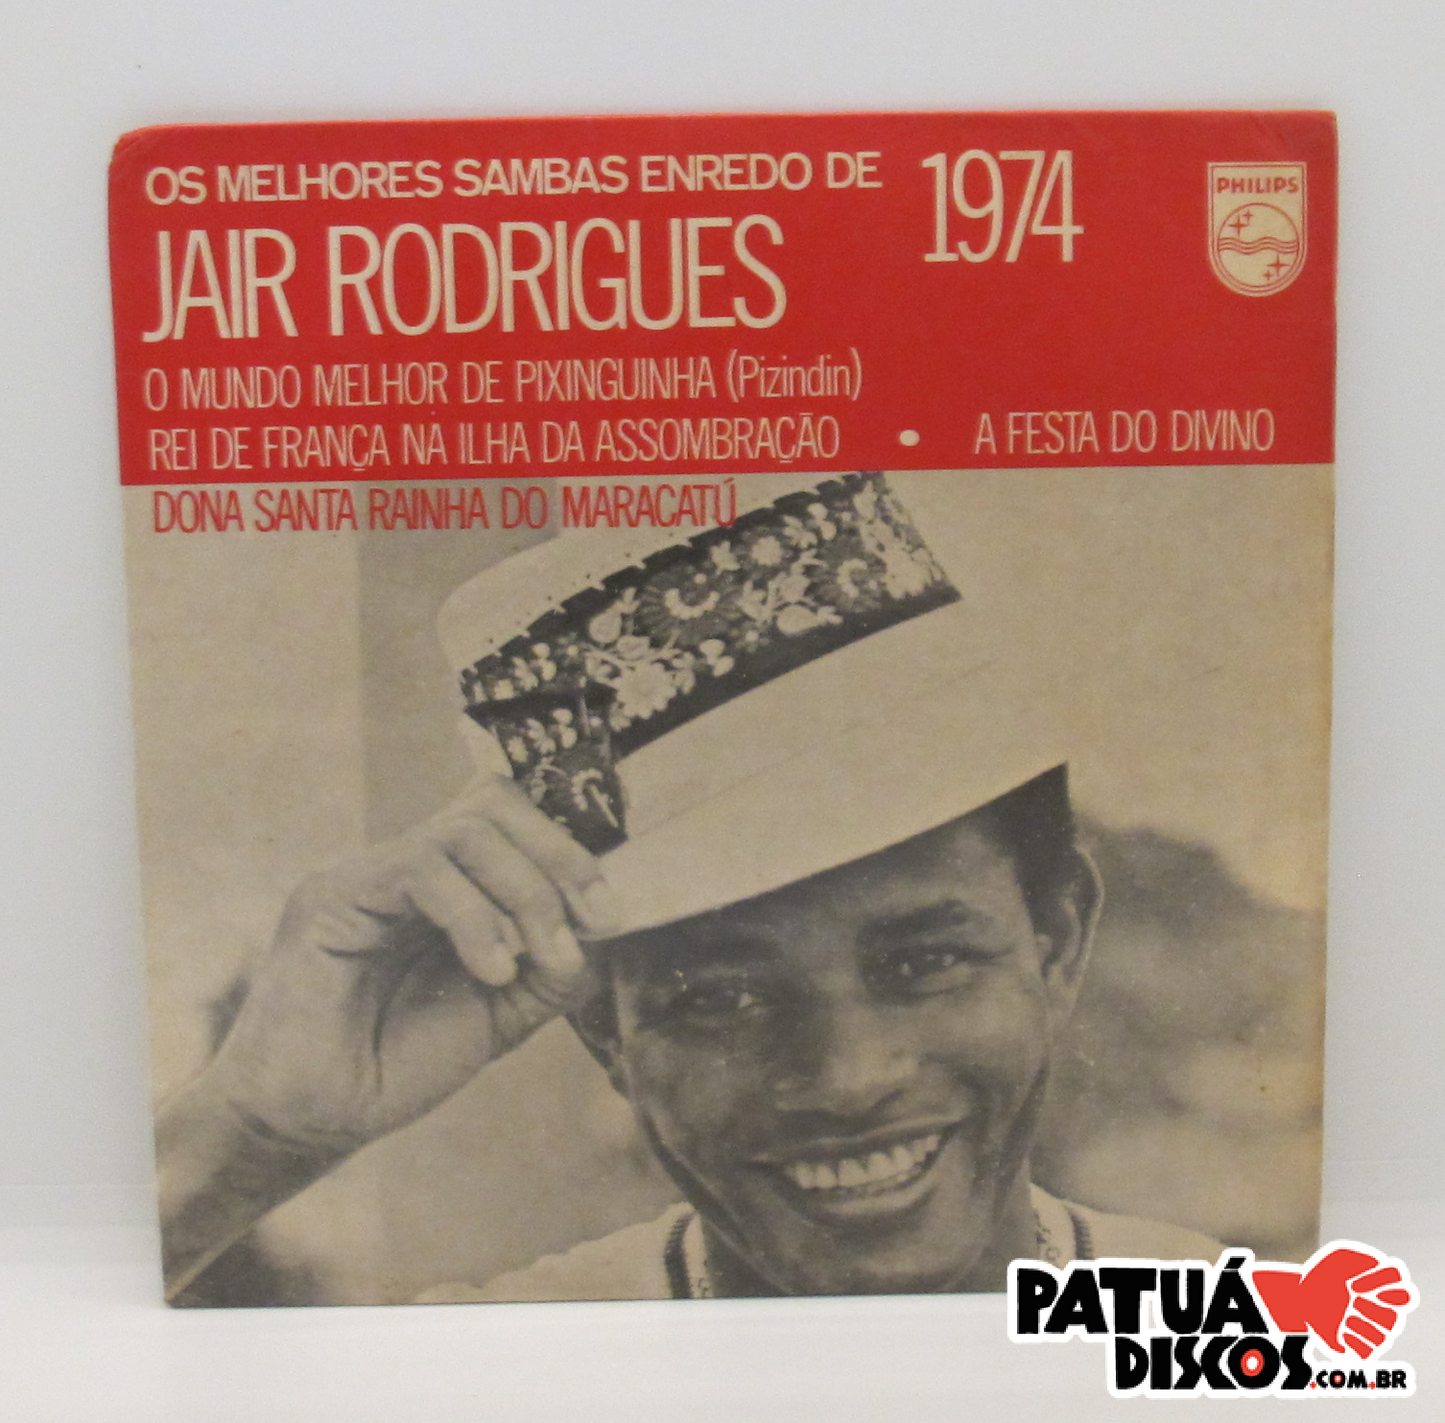 OS MELHORES SAMBAS ENREDO DE 1974
JAIR RODRIGUES
PHILIPS
O MUNDO MELHOR DE PIXINGUINHA (Pizindin)
REI DE FRANÇA NA ILHA DA ASSOMBRAÇÃO • A FESTA DO DIVINO
DONA SANTA RAINHA DO MARACATÚ
PATUÁ
DISCOS.COM.BR